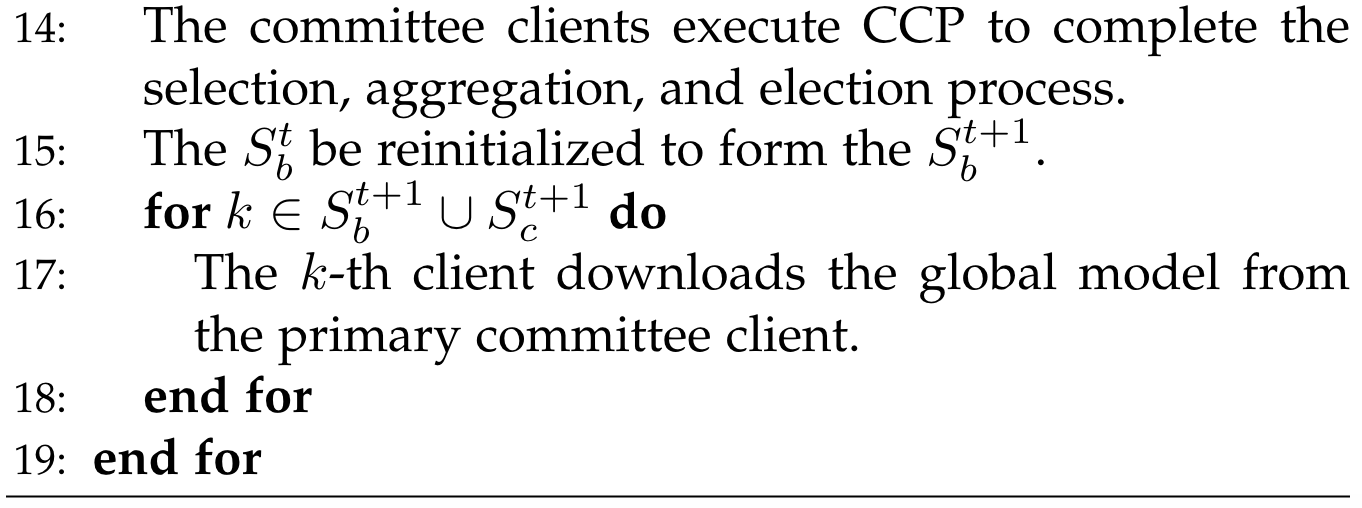 14: The committee clients execute CCP to complete the
selection, aggregation, and election process.
15: The $S_b^t$ be reinitialized to form the $S_b^{t+1}$.
16: for $k \in S_b^{t+1} \cup S_c^{t+1}$ do
17: The $k$-th client downloads the global model from
the primary committee client.
18: end for
19: end for